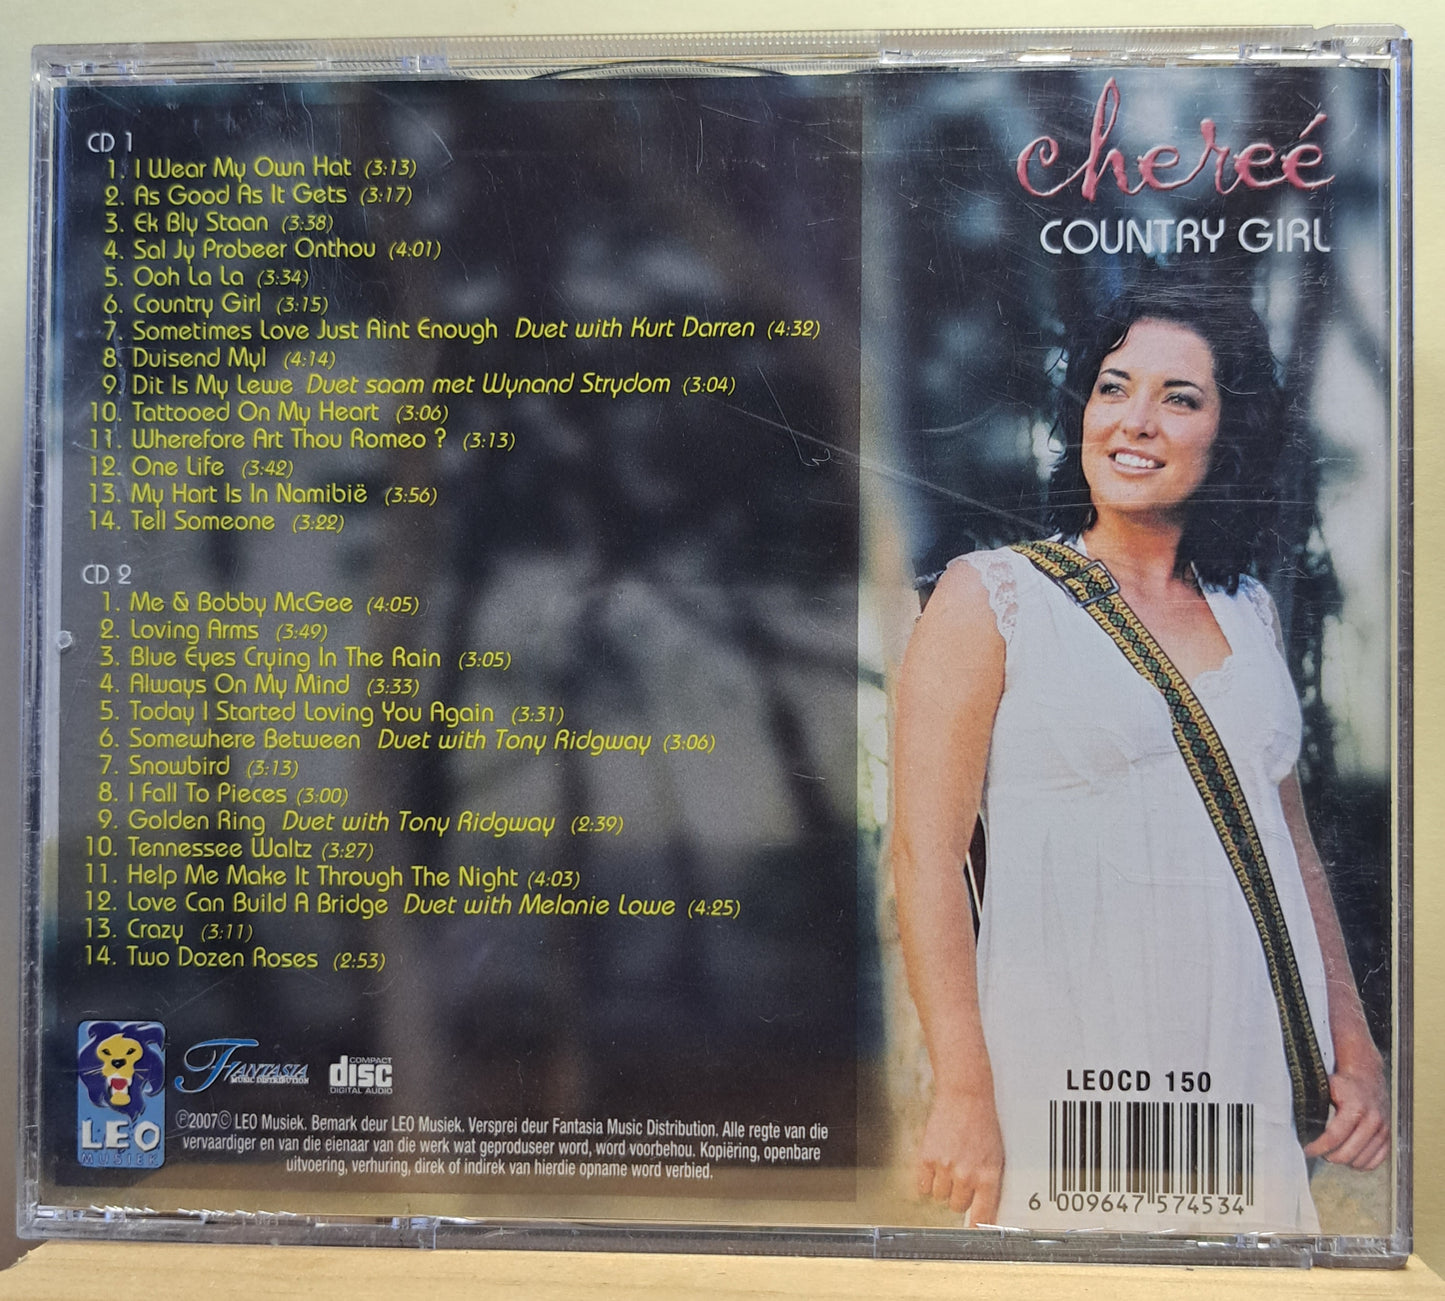 CD 1
1. I Wear My Own Hat (3:13)
2. As Good As It Gets (3:17)
3. Ek Bly Staan (3:38)
4. Sal Jy Probeer Onthou (4:01)
5. Ooh La La (3:34)
6. Country Girl (3:15)
7. Sometimes Love Just Aint Enough Duet with Kurt Darren (4:32)
8. Duisend Myl (4:14)
9. Dit Is My Lewe Duet saam met Wynand Strydom (3:04)
10. Tattooed On My Heart (3:06)
11. Wherefore Art Thou Romeo ? (3:13)
12. One Life (3:42)
13. My Hart Is In Namibië (3:56)
14. Tell Someone (3:22)
CD 2
1. Me & Bobby McGee (4:05)
2. Loving Arms (3:49)
3. Blue Eyes Crying In The Rain (3:05)
4. Always On My Mind (3:33)
5. Today I Started Loving You Again (3:31)
6. Somewhere Between Duet with Tony Ridgway (3:06)
7. Snowbird (3:13)
8. I Fall To Pieces (3:00)
9. Golden Ring Duet with Tony Ridgway (2:39)
10. Tennessee Waltz (3:27)
11. Help Me Make It Through The Night (4:03)
12. Love Can Build A Bridge Duet with Melanie Lowe (4:25)
13. Crazy (3:11)
14. Two Dozen Roses (2:53)
chereé
COUNTRY GIRL
LEO
MUSIEK
FANTASIA
MUSIC DISTRIBUTION
COMPACT
disc
DIGITAL AUDIO
℗2007© LEO Musiek. Bemark deur LEO Musiek. Versprei deur Fantasia Music Distribution. Alle regte van die
vervaardiger en van die eienaar van die werk wat geproduseer word, word voorbehou. Kopiëring, openbare
uitvoering, verhuring, direk of indirek van hierdie opname word verbied.
LEOCD 150
6 009647 574534